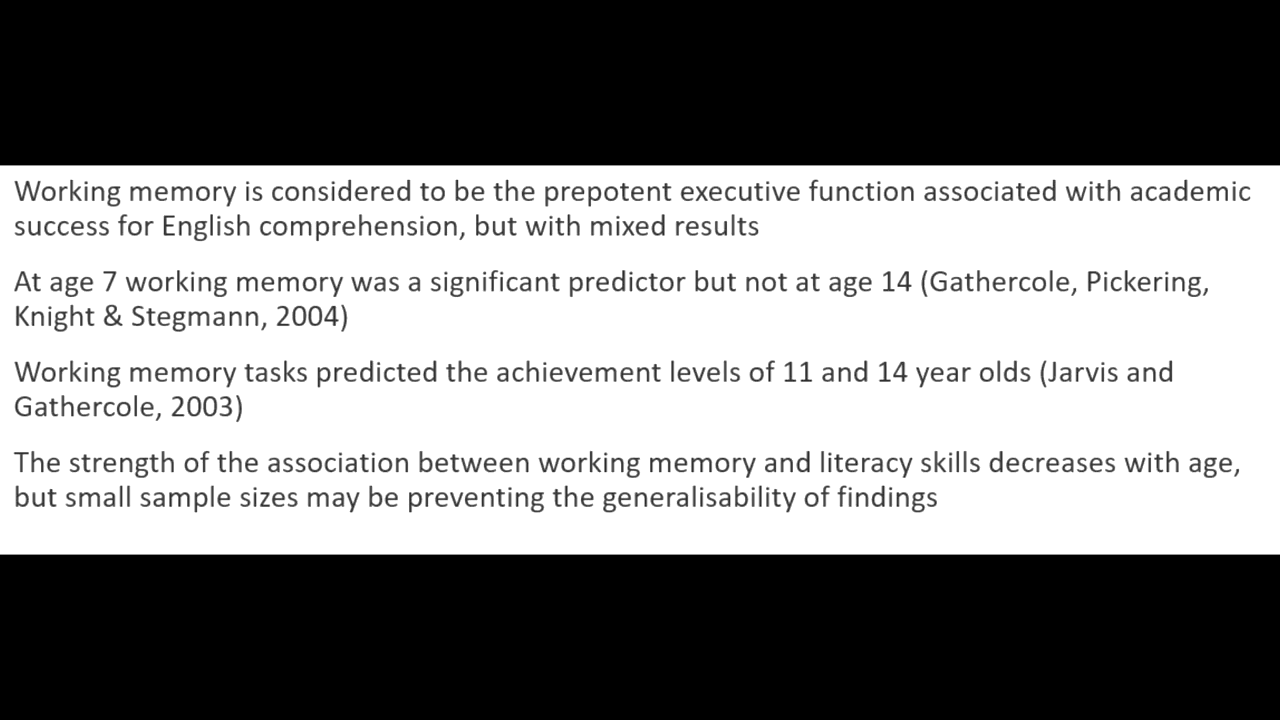 Working memory is considered to be the prepotent executive function associated with academic
success for English comprehension, but with mixed results
At age 7 working memory was a significant predictor but not at age 14 (Gathercole, Pickering,
Knight & Stegmann, 2004)
Working memory tasks predicted the achievement levels of 11 and 14 year olds (Jarvis and
Gathercole, 2003)
The strength of the association between working memory and literacy skills decreases with age,
but small sample sizes may be preventing the generalisability of findings